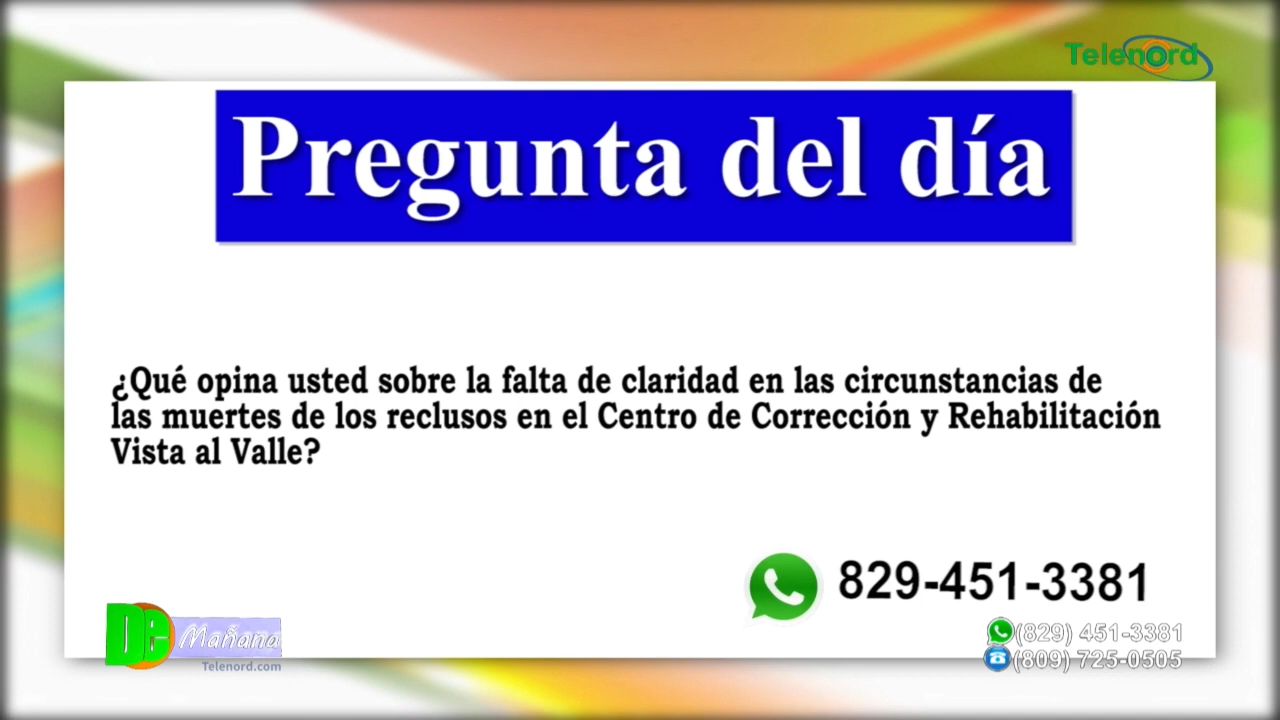 Telenord
Pregunta del día
¿Qué opina usted sobre la falta de claridad en las circunstancias de
las muertes de los reclusos en el Centro de Corrección y Rehabilitación
Vista al Valle?
829-451-3381
De Mañana
Telenord.com
(829) 451-3381
(809) 725-0505